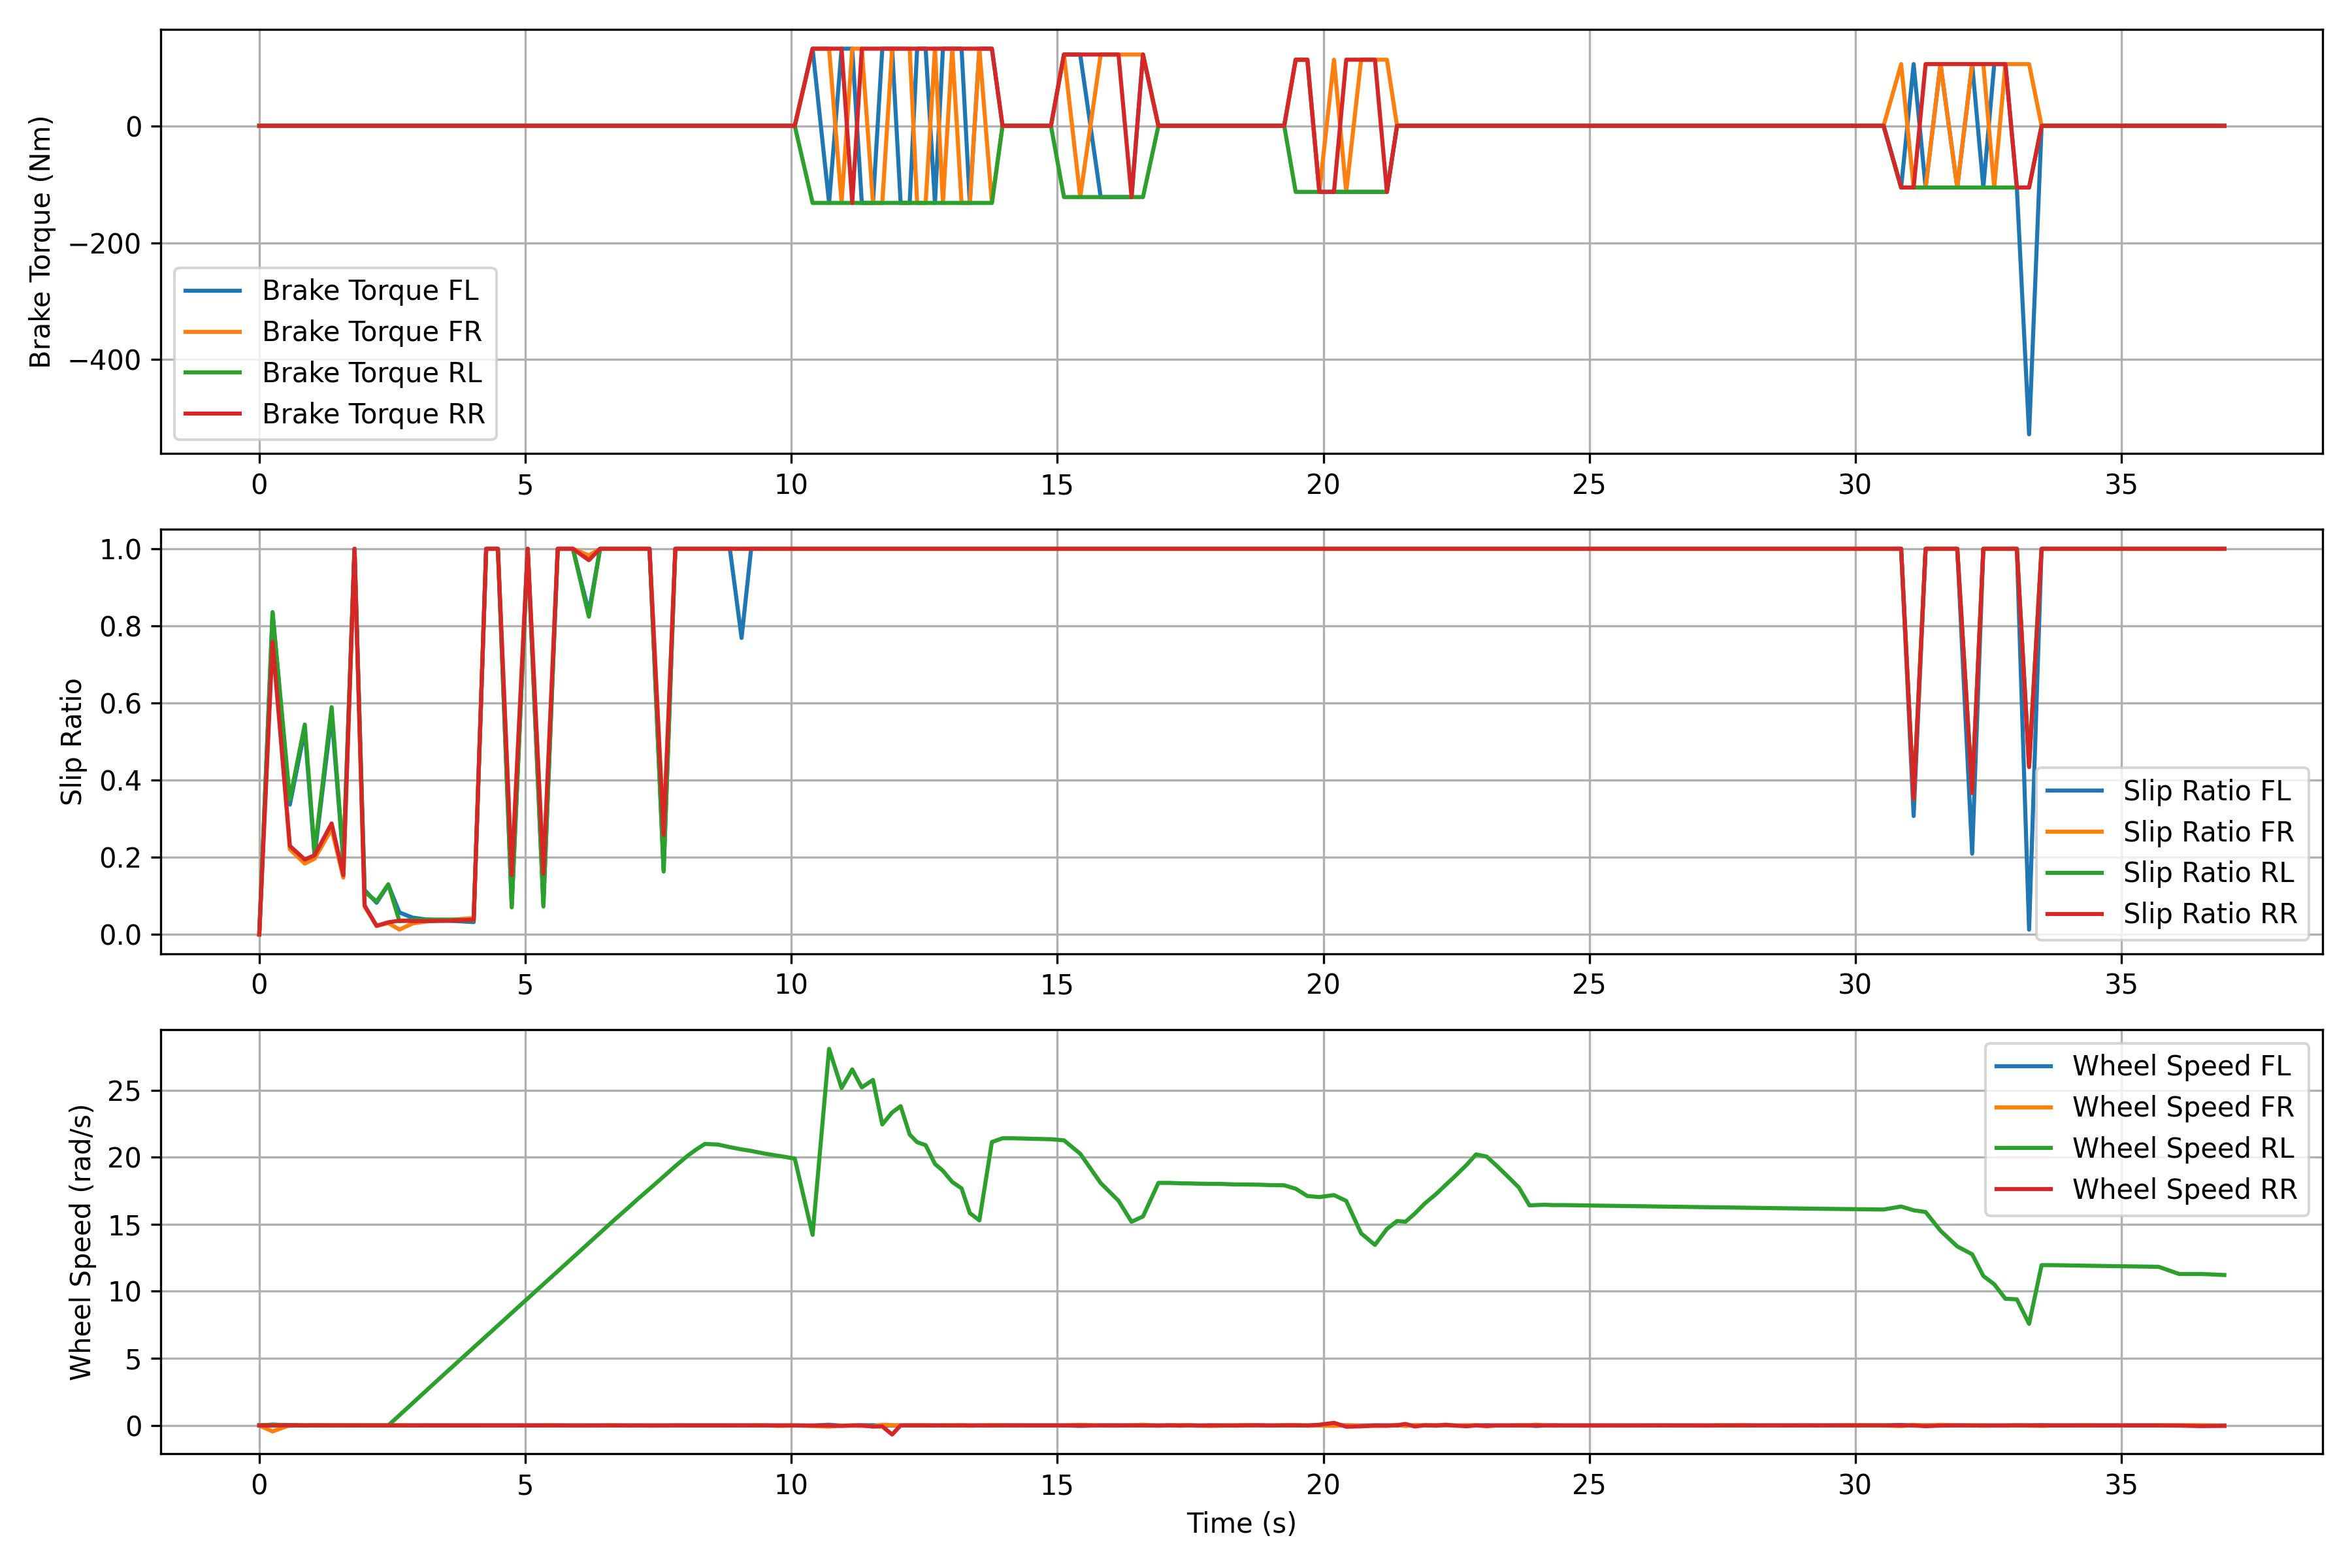 Brake Torque (Nm)
0
−200
−400
Brake Torque FL
Brake Torque FR
Brake Torque RL
Brake Torque RR
0 5 10 15 20 25 30 35
Slip Ratio
1.0
0.8
0.6
0.4
0.2
0.0
Slip Ratio FL
Slip Ratio FR
Slip Ratio RL
Slip Ratio RR
0 5 10 15 20 25 30 35
Wheel Speed (rad/s)
25
20
15
10
5
0
Wheel Speed FL
Wheel Speed FR
Wheel Speed RL
Wheel Speed RR
0 5 10 15 20 25 30 35
Time (s)